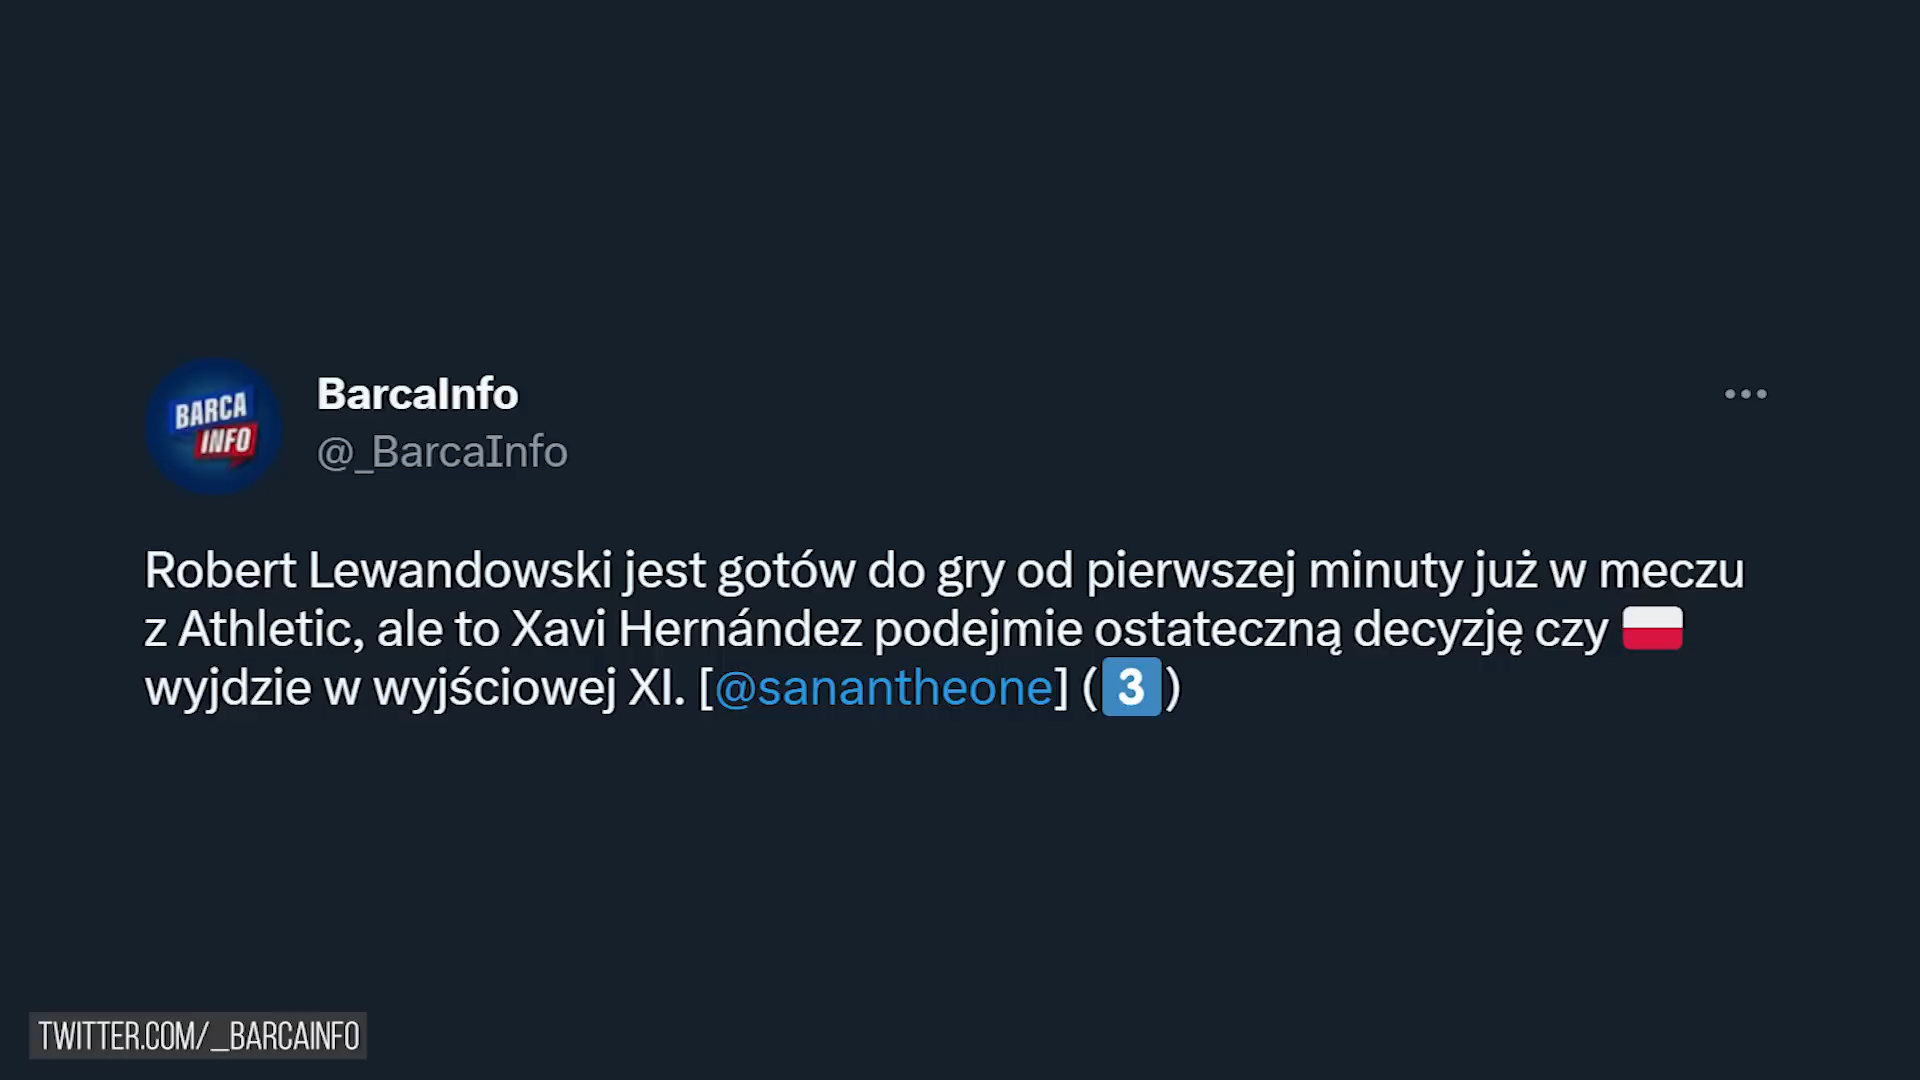 BARCA
INFO
BarcaInfo
@_BarcaInfo
Robert Lewandowski jest gotów do gry od pierwszej minuty już w meczu
z Athletic, ale to Xavi Hernández podejmie ostateczną decyzję czy 🇵🇱
wyjdzie w wyjściowej XI. [@sanantheone] (3️⃣)
TWITTER.COM/_BARCAINFO